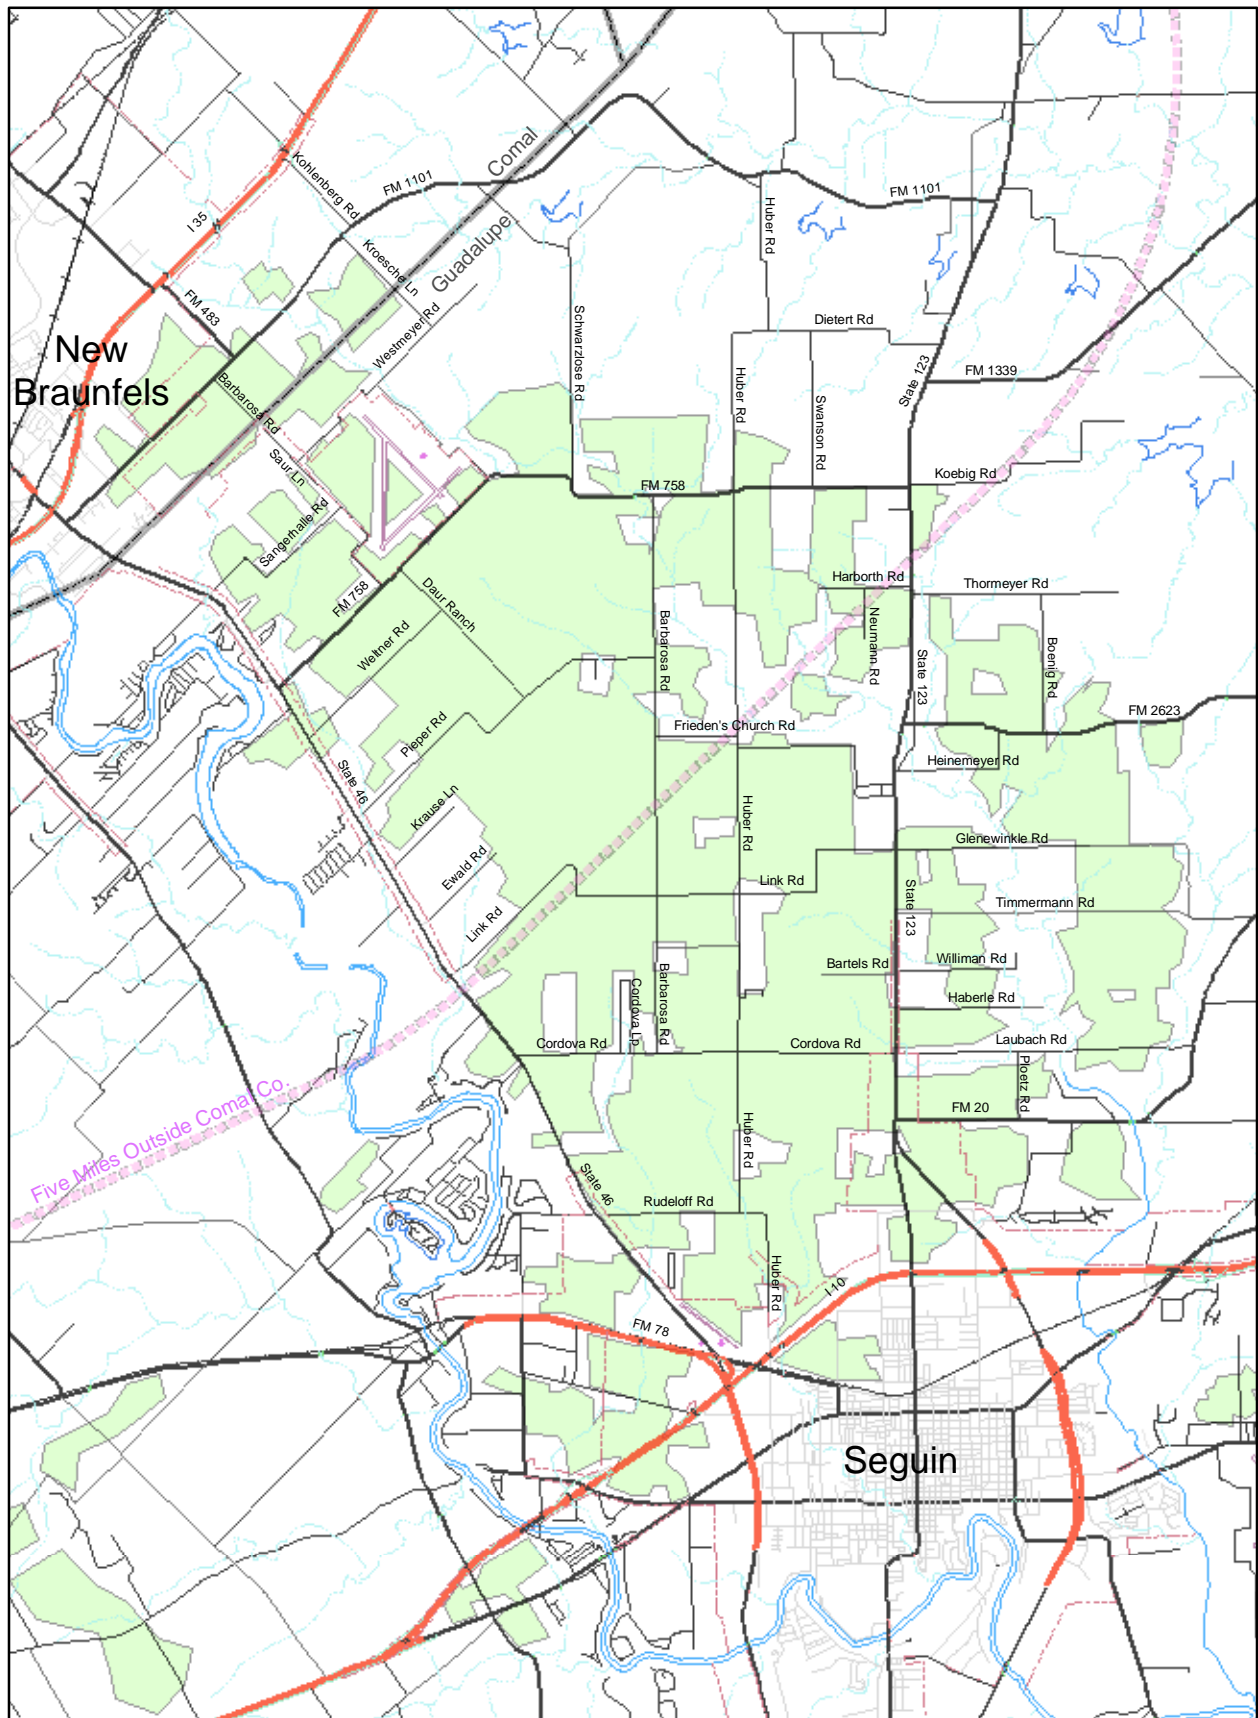 Comal
Kohlenberg Rd
FM 1101
FM 1101
Huber Rd
I 35
Guadalupe
Kroesche Ln
FM 483
Westmeyer Rd
Schwarzlose Rd
Dietert Rd
New
Braunfels
State 123
FM 1339
Barbarosa Rd
Huber Rd
Swanson Rd
Saur Ln
Koebig Rd
FM 758
Sangerhalle Rd
Harborth Rd
Thormeyer Rd
FM 758
Daur Ranch
Weltner Rd
Barbarosa Rd
Neumann Rd
Boenig Rd
State 123
Pieper Rd
Frieden's Church Rd
FM 2623
Heinemeyer Rd
State 46
Krause Ln
Huber Rd
Glenewinkle Rd
Ewald Rd
Link Rd
State 123
Timmermann Rd
Link Rd
Bartels Rd
Williman Rd
Cordova Lp
Barbarosa Rd
Haberle Rd
Cordova Rd
Cordova Rd
Laubach Rd
Ploetz Rd
Five Miles Outside Comal Co.
FM 20
Huber Rd
State 46
Rudeloff Rd
Huber Rd
I 10
FM 78
Seguin